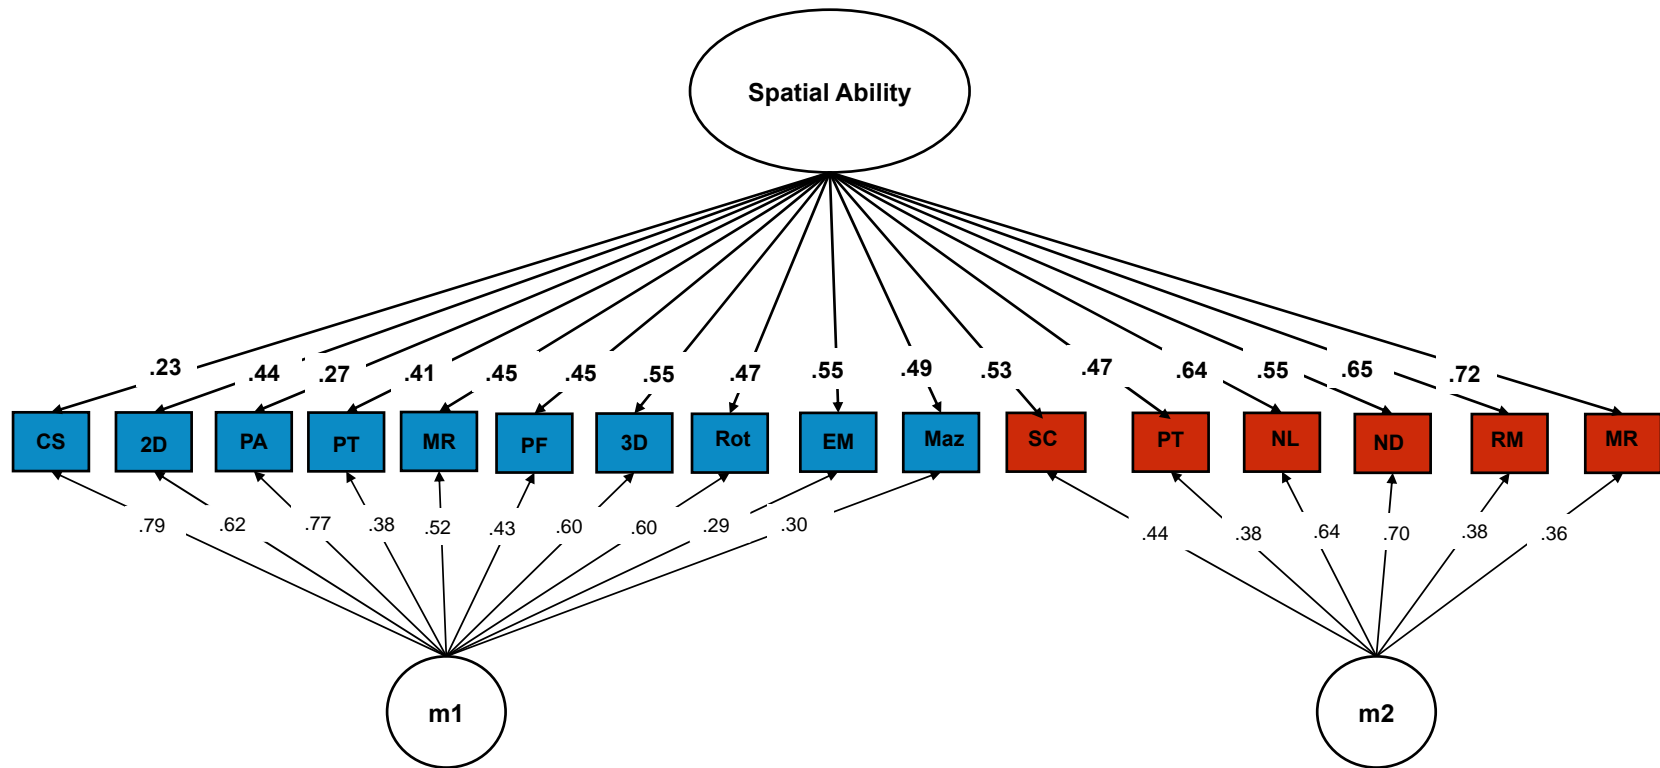 Spatial Ability
.23 .44 .27 .41 .45 .45 .55 .47 .55 .49 .53 .47 .64 .55 .65 .72
CS 2D PA PT MR PF 3D Rot EM Maz SC PT NL ND RM MR
.79 .62 .77 .38 .52 .43 .60 .60 .29 .30 .44 .38 .64 .70 .38 .36
m1 m2